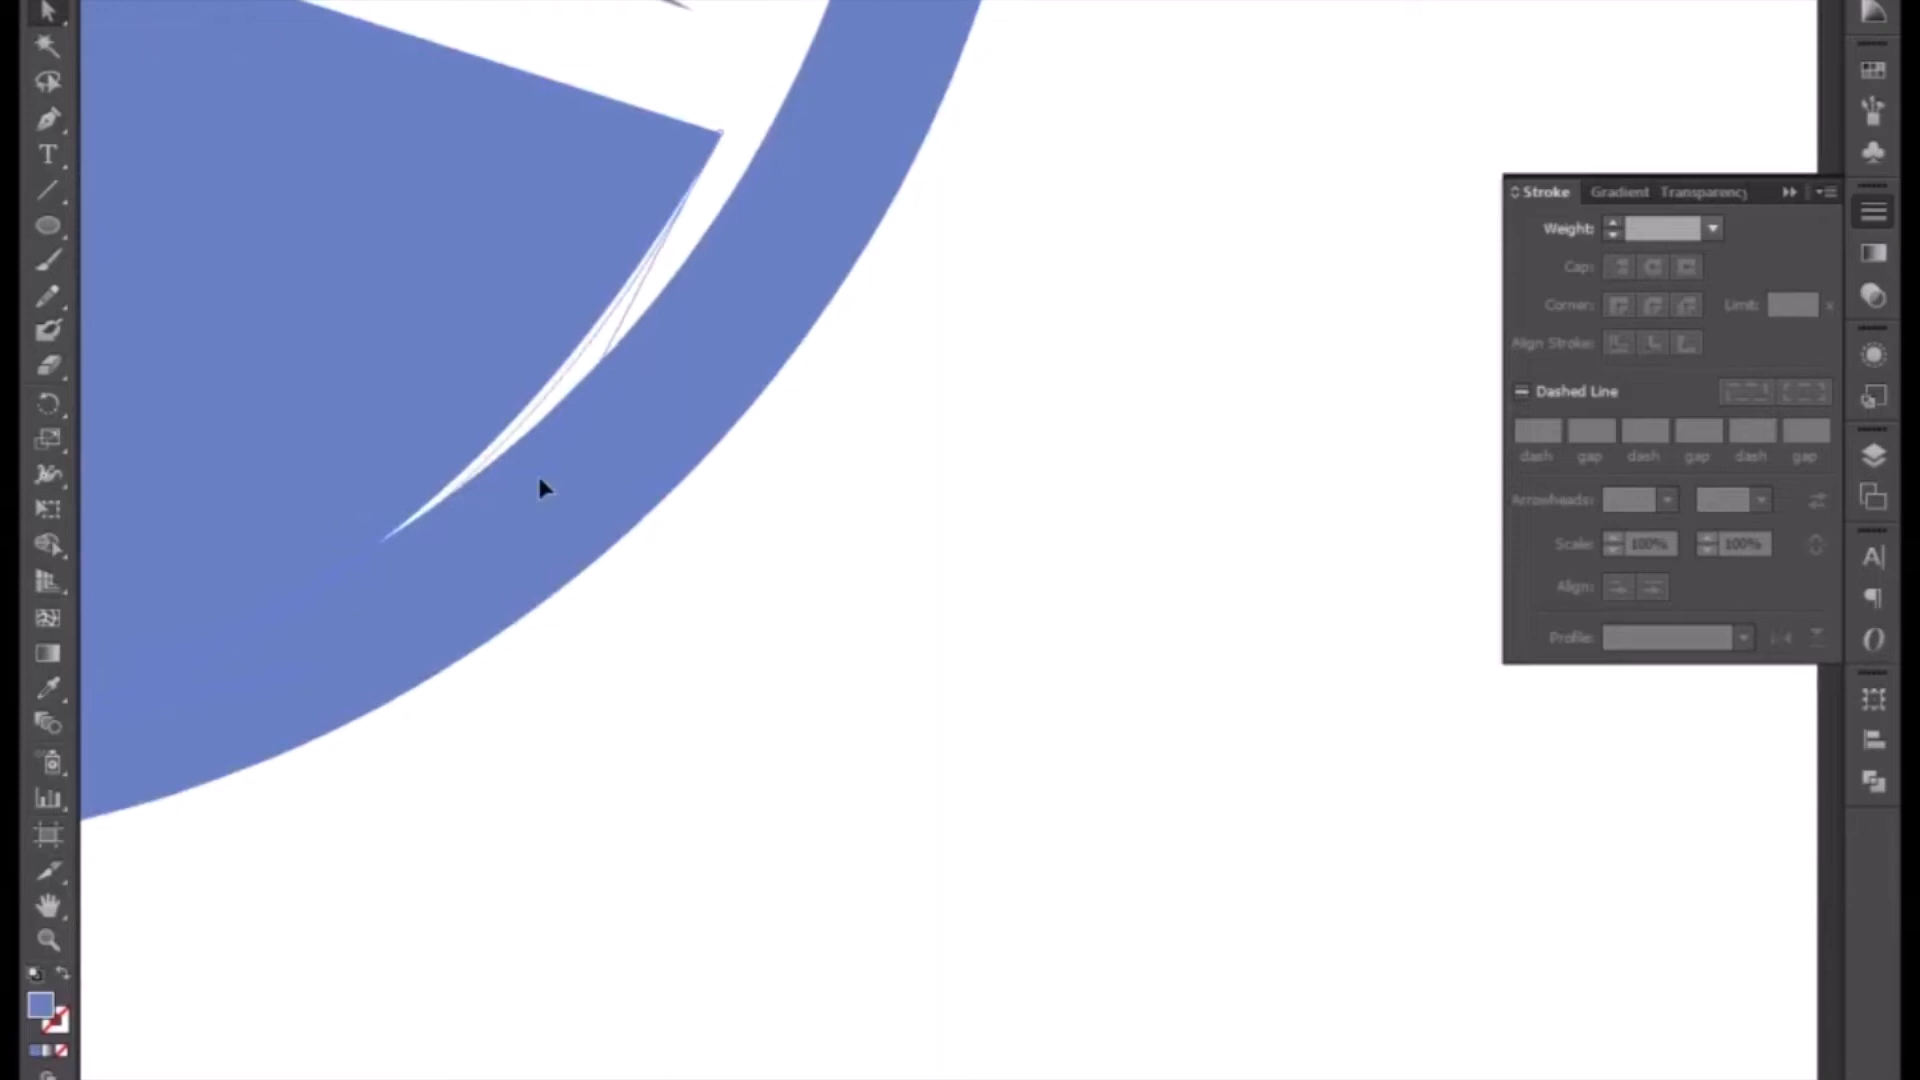 Stroke Gradient Transparency
Weight:
Cap:
Corner: Limit: x
Align Stroke:
Dashed Line
dash gap dash gap dash gap
Arrowheads:
Scale: 100% 100%
Align:
Profile: